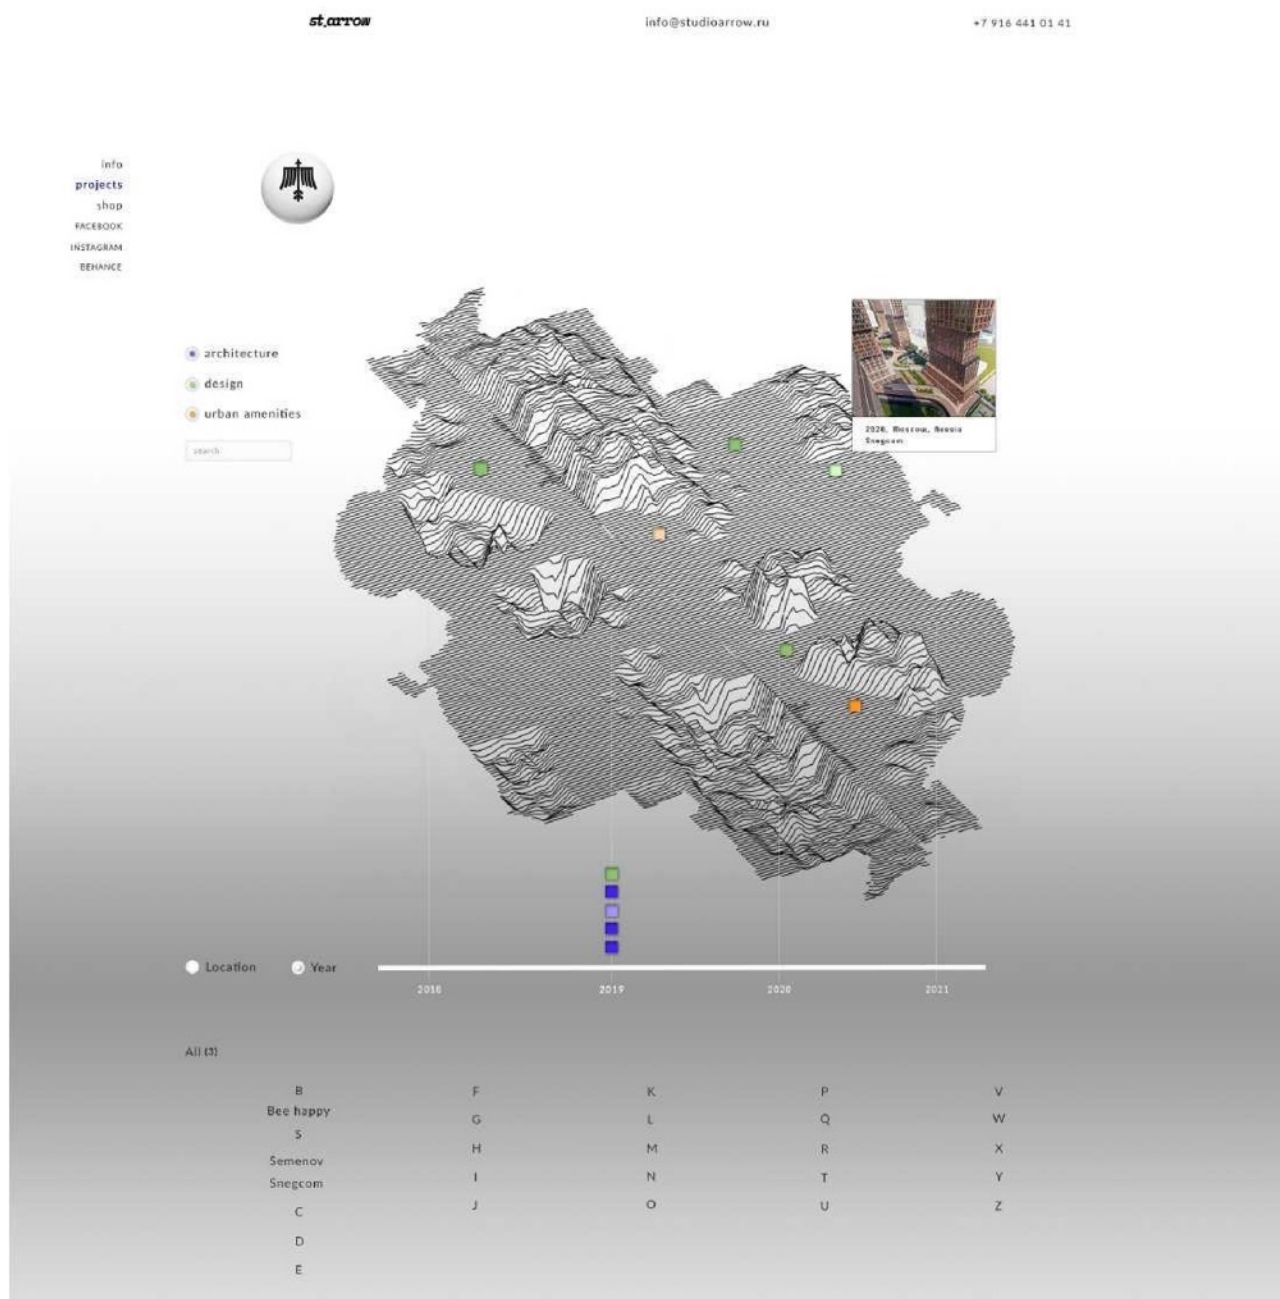 st.arrow
info@studioarrow.ru
+7 916 441 01 41
info
projects
shop
FACEBOOK
INSTAGRAM
BEHANCE
architecture
design
urban amenities
search
2020, Moscow, Russia
Snegcom
Location
Year
2018
2019
2020
2021
All (3)
B
Bee happy
S
Semenov
Snegcom
C
D
E
F
G
H
I
J
K
L
M
N
O
P
Q
R
T
U
V
W
X
Y
Z